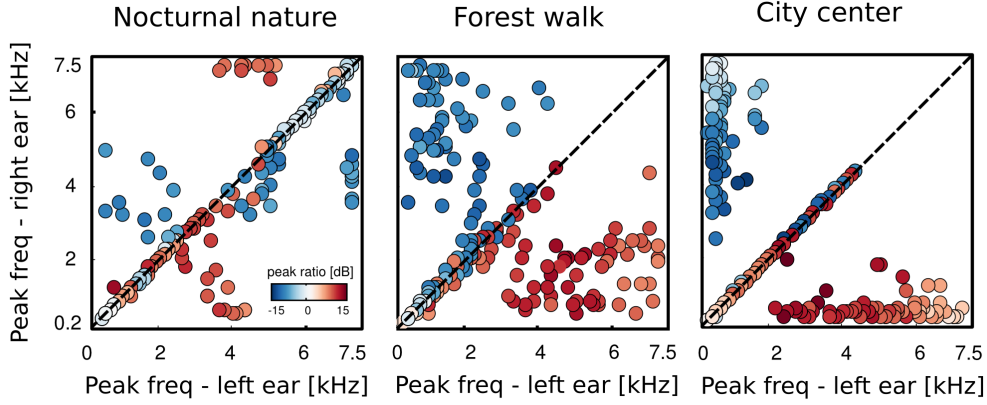 Nocturnal nature
Forest walk
City center
Peak freq - right ear [kHz]
7.5
6
4
2
0.2
peak ratio [dB]
-15 0 15
0 2 4 6 7.5
0 2 4 6 7.5
0 2 4 6 7.5
Peak freq - left ear [kHz]
Peak freq - left ear [kHz]
Peak freq - left ear [kHz]